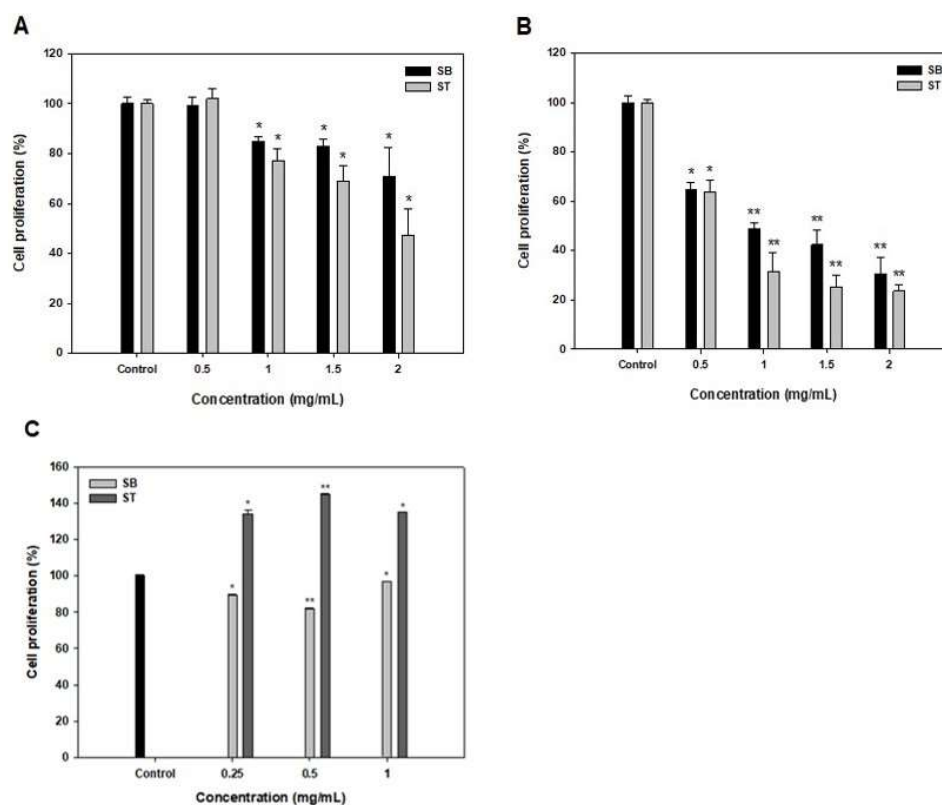 A
Cell proliferation (%)
120
100
80
60
40
20
0
SB
ST
* *
* *
* *
Control 0.5 1 1.5 2
Concentration (mg/mL)
B
Cell proliferation (%)
120
100
80
60
40
20
0
SB
ST
* *
** **
** **
** **
Control 0.5 1 1.5 2
Concentration (mg/mL)
C
Cell proliferation (%)
160
140
120
100
80
60
40
20
0
SB
ST
* *
** **
* *
Control 0.25 0.5 1
Concentration (mg/mL)